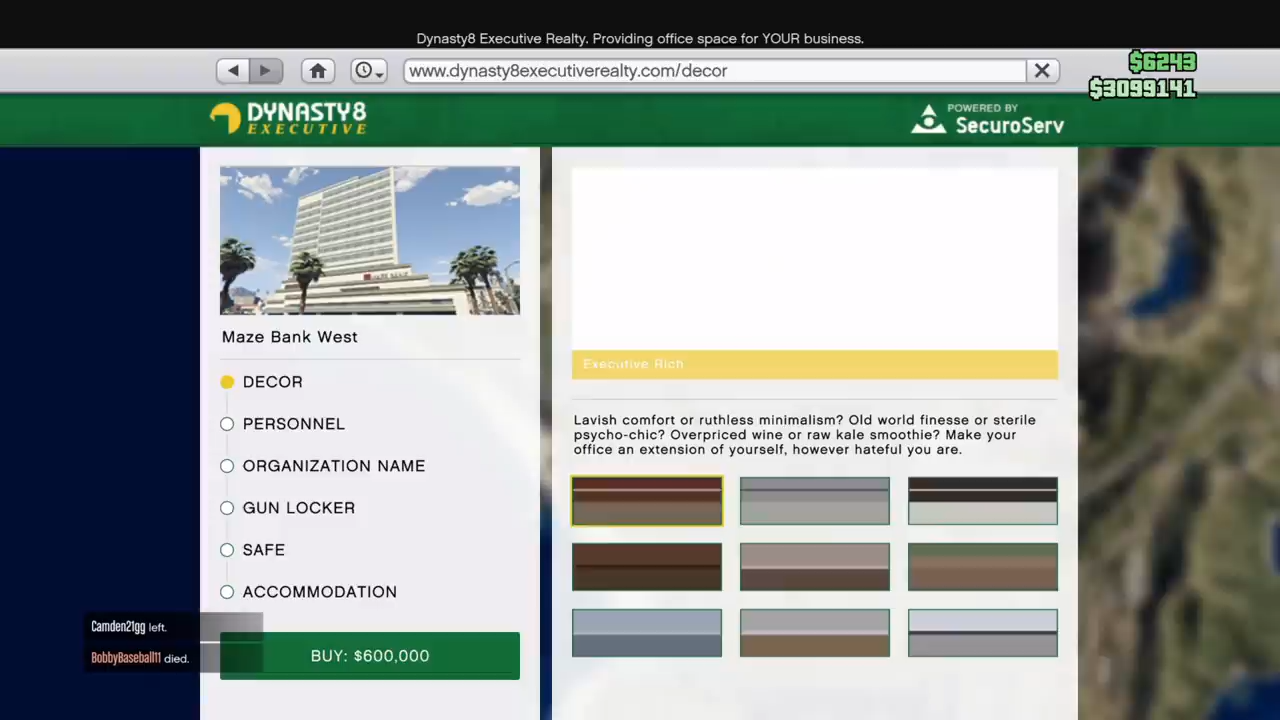 Dynasty8 Executive Realty. Providing office space for YOUR business.
www.dynasty8executiverealty.com/decor
$6243
$3099141
DYNASTY8
EXECUTIVE
POWERED BY
SecuroServ
Maze Bank West
DECOR
PERSONNEL
ORGANIZATION NAME
GUN LOCKER
SAFE
ACCOMMODATION
BUY: $600,000
Executive Rich
Lavish comfort or ruthless minimalism? Old world finesse or sterile
psycho-chic? Overpriced wine or raw kale smoothie? Make your
office an extension of yourself, however hateful you are.
Camden21gg left.
BobbyBaseball11 died.